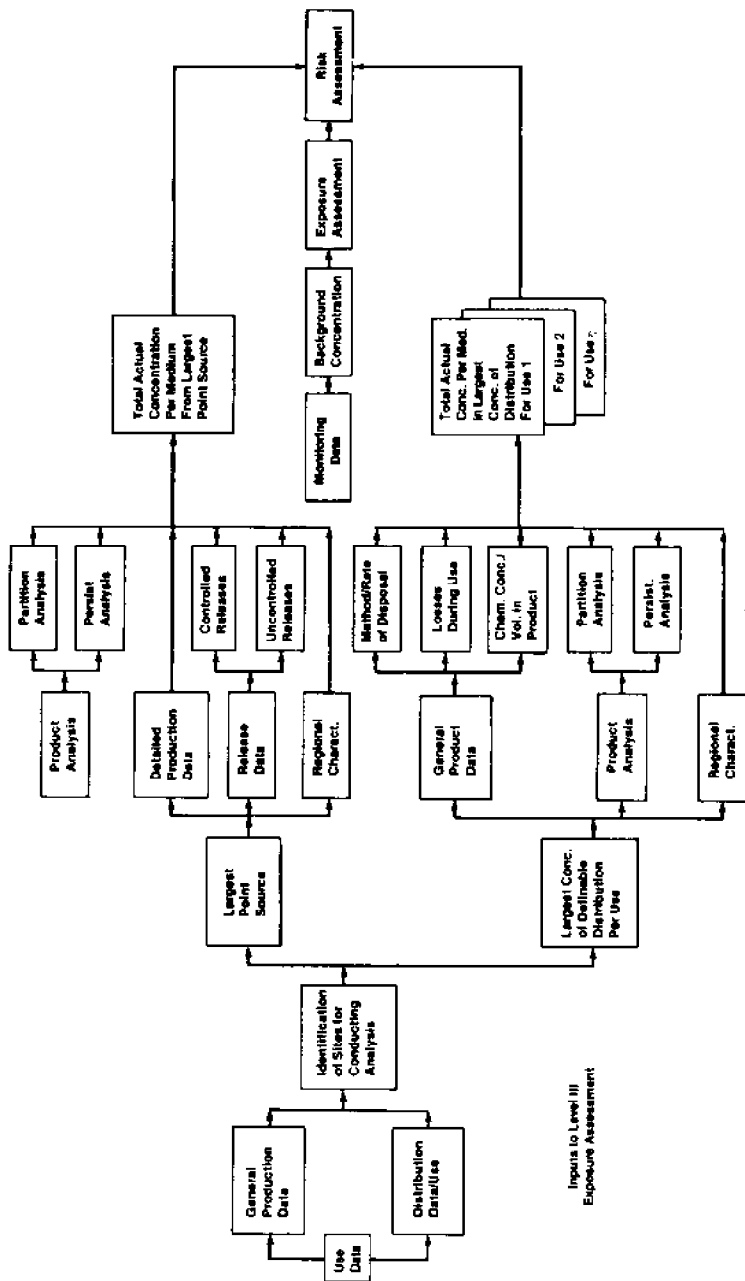 Use
Data
General
Production
Data
Distribution
Data/Use
Identification
of Sites for
Conducting
Analysis
Largest
Point
Source
Largest Conc.
of Definable
Distribution
Per Use
Product
Analysis
Detailed
Production
Data
Release
Data
Regional
Charact.
Partition
Analysis
Persist.
Analysis
Controlled
Releases
Uncontrolled
Releases
General
Product
Data
Product
Analysis
Regional
Charact.
Method/Rate
of Disposal
Losses
During Use
Chem. Conc./
Vol. in
Product
Partition
Analysis
Persist.
Analysis
Total Actual
Concentration
Per Medium
From Largest
Point Source
Monitoring
Data
Background
Concentration
Exposure
Assessment
Risk
Assessment
Total Actual
Conc. Per Med.
in Largest
Conc. of
Distribution
For Use 1
For Use 2
For Use
Inputs to Level III
Exposure Assessment